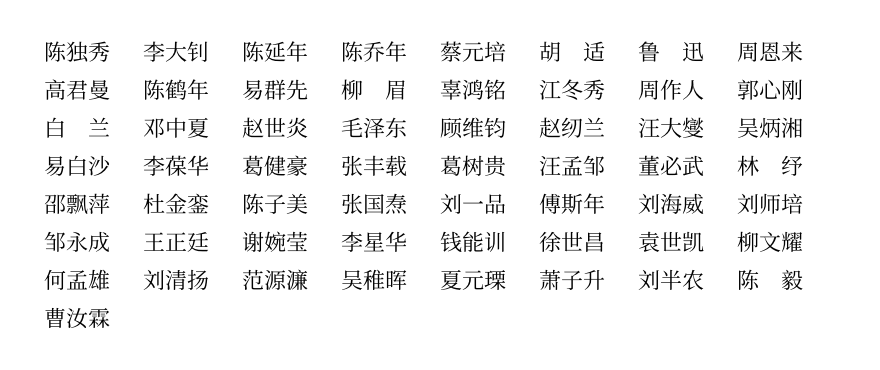 陈独秀 李大钊 陈延年 陈乔年 蔡元培 胡　适 鲁　迅 周恩来
高君曼 陈鹤年 易群先 柳　眉 辜鸿铭 江冬秀 周作人 郭心刚
白　兰 邓中夏 赵世炎 毛泽东 顾维钧 赵纫兰 汪大燮 吴炳湘
易白沙 李葆华 葛健豪 张丰载 葛树贵 汪孟邹 董必武 林　纾
邵飘萍 杜金銮 陈子美 张国焘 刘一品 傅斯年 刘海威 刘师培
邹永成 王正廷 谢婉莹 李星华 钱能训 徐世昌 袁世凯 柳文耀
何孟雄 刘清扬 范源濂 吴稚晖 夏元瑮 萧子升 刘半农 陈　毅
曹汝霖